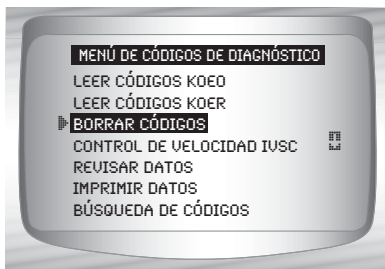 MENÚ DE CÓDIGOS DE DIAGNÓSTICO
LEER CÓDIGOS KOEO
LEER CÓDIGOS KOER
BORRAR CÓDIGOS
CONTROL DE VELOCIDAD IVSC
REVISAR DATOS
IMPRIMIR DATOS
BÚSQUEDA DE CÓDIGOS